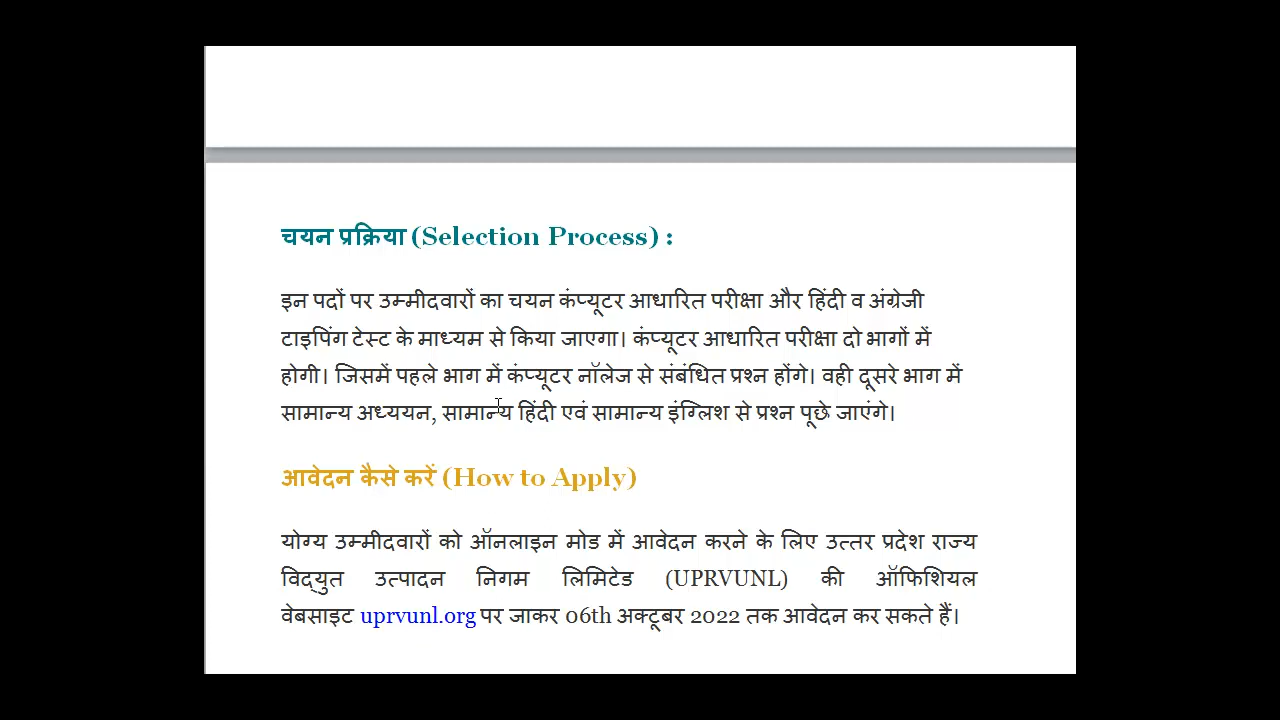 चयन प्रक्रिया (Selection Process) :
इन पदों पर उम्मीदवारों का चयन कंप्यूटर आधारित परीक्षा और हिंदी व अंग्रेजी
टाइपिंग टेस्ट के माध्यम से किया जाएगा। कंप्यूटर आधारित परीक्षा दो भागों में
होगी। जिसमें पहले भाग में कंप्यूटर नॉलेज से संबंधित प्रश्न होंगे। वही दूसरे भाग में
सामान्य अध्ययन, सामान्य हिंदी एवं सामान्य इंग्लिश से प्रश्न पूछे जाएंगे।
आवेदन कैसे करें (How to Apply)
योग्य उम्मीदवारों को ऑनलाइन मोड में आवेदन करने के लिए उत्तर प्रदेश राज्य
विद्युत उत्पादन निगम लिमिटेड (UPRVUNL) की ऑफिशियल
वेबसाइट uprvunl.org पर जाकर 06th अक्टूबर 2022 तक आवेदन कर सकते हैं।